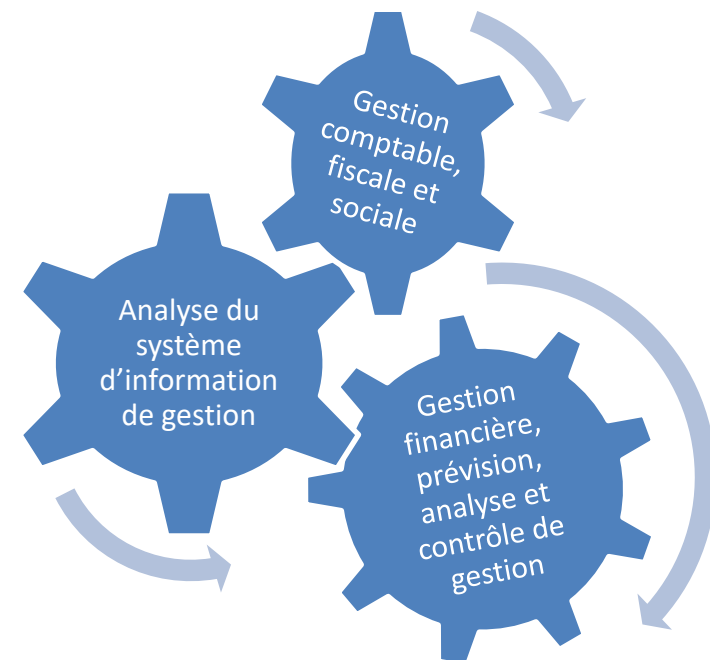 Gestion
comptable,
fiscale et
sociale
Analyse du
système
d’information
de gestion
Gestion
financière,
prévision,
analyse et
contrôle de
gestion